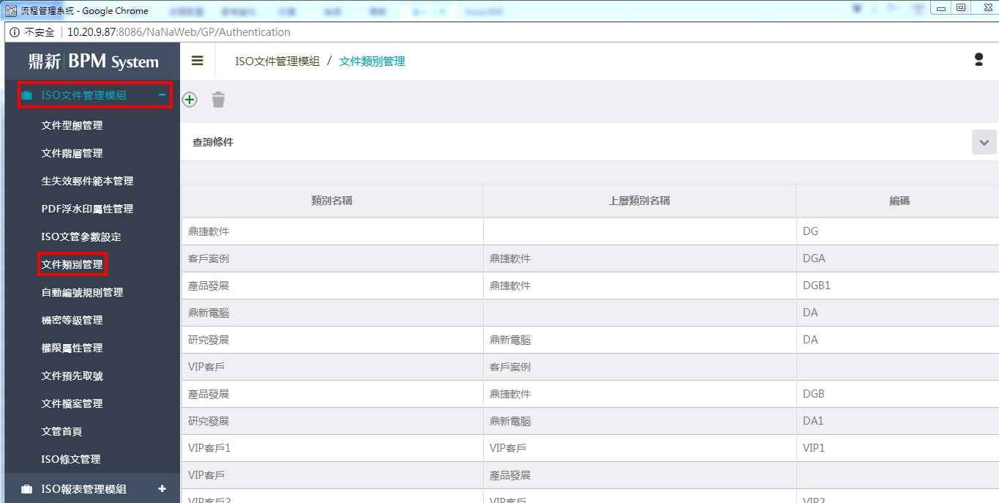 流程管理系統 - Google Chrome
不安全 10.20.9.87:8086/NaNaWeb/GP/Authentication
鼎新 BPM System
ISO文件管理模組 / 文件類別管理
ISO文件管理模組
文件型態管理
文件階層管理
生失效郵件範本管理
PDF浮水印屬性管理
ISO文管參數設定
文件類別管理
自動編號規則管理
機密等級管理
權限屬性管理
文件預先取號
文件檔案管理
文管首頁
ISO條文管理
ISO報表管理模組
查詢條件
類別名稱 上層類別名稱 編碼
鼎捷軟件 DG
客戶案例 鼎捷軟件 DGA
產品發展 鼎捷軟件 DGB1
鼎新電腦 DA
研究發展 鼎新電腦 DA
VIP客戶 客戶案例
產品發展 鼎捷軟件 DGB
研究發展 鼎新電腦 DA1
VIP客戶1 VIP客戶 VIP1
VIP客戶 產品發展
VIP客戶2 VIP客戶 VIP2